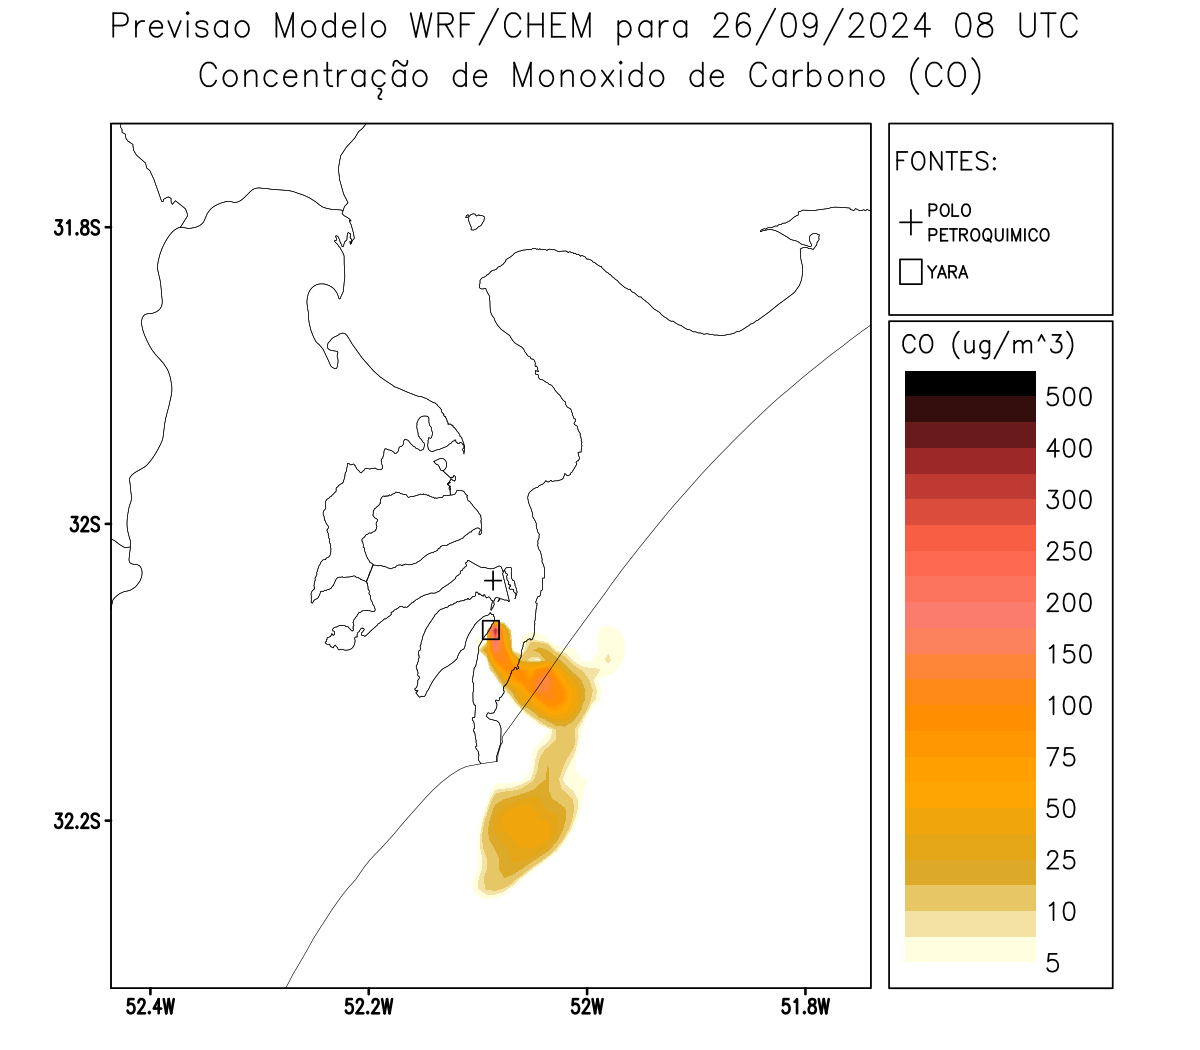 Previsao Modelo WRF/CHEM para 26/09/2024 08 UTC
Concentração de Monoxido de Carbono (CO)
FONTES:
POLO
PETROQUIMICO
YARA
CO (ug/m^3)
500
400
300
250
200
150
100
75
50
25
10
5
31.8S
32S
32.2S
52.4W
52.2W
52W
51.8W